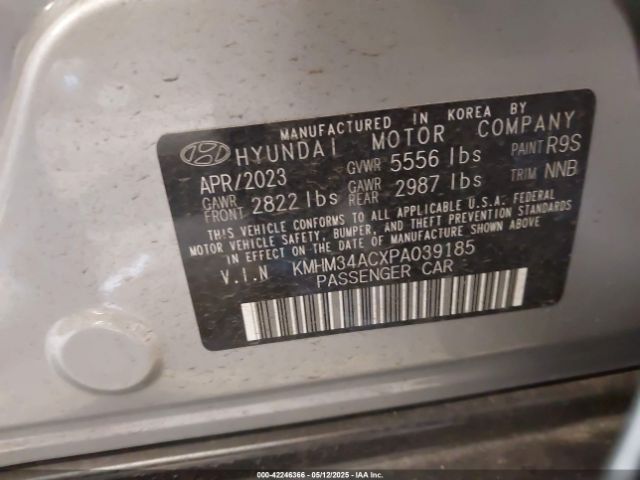 MANUFACTURED IN KOREA BY
HYUNDAI MOTOR COMPANY
APR/2023 GVWR 5556 lbs PAINT R9S
GAWR FRONT 2822 lbs GAWR REAR 2987 lbs TRIM NNB
THIS VEHICLE CONFORMS TO ALL APPLICABLE U.S.A. FEDERAL
MOTOR VEHICLE SAFETY, BUMPER, AND THEFT PREVENTION STANDARDS
IN EFFECT ON THE DATE OF MANUFACTURE SHOWN ABOVE
V.I.N KMHM34ACXPA039185
PASSENGER CAR
000-42246366 - 05/12/2025 - IAA Inc. Copyright